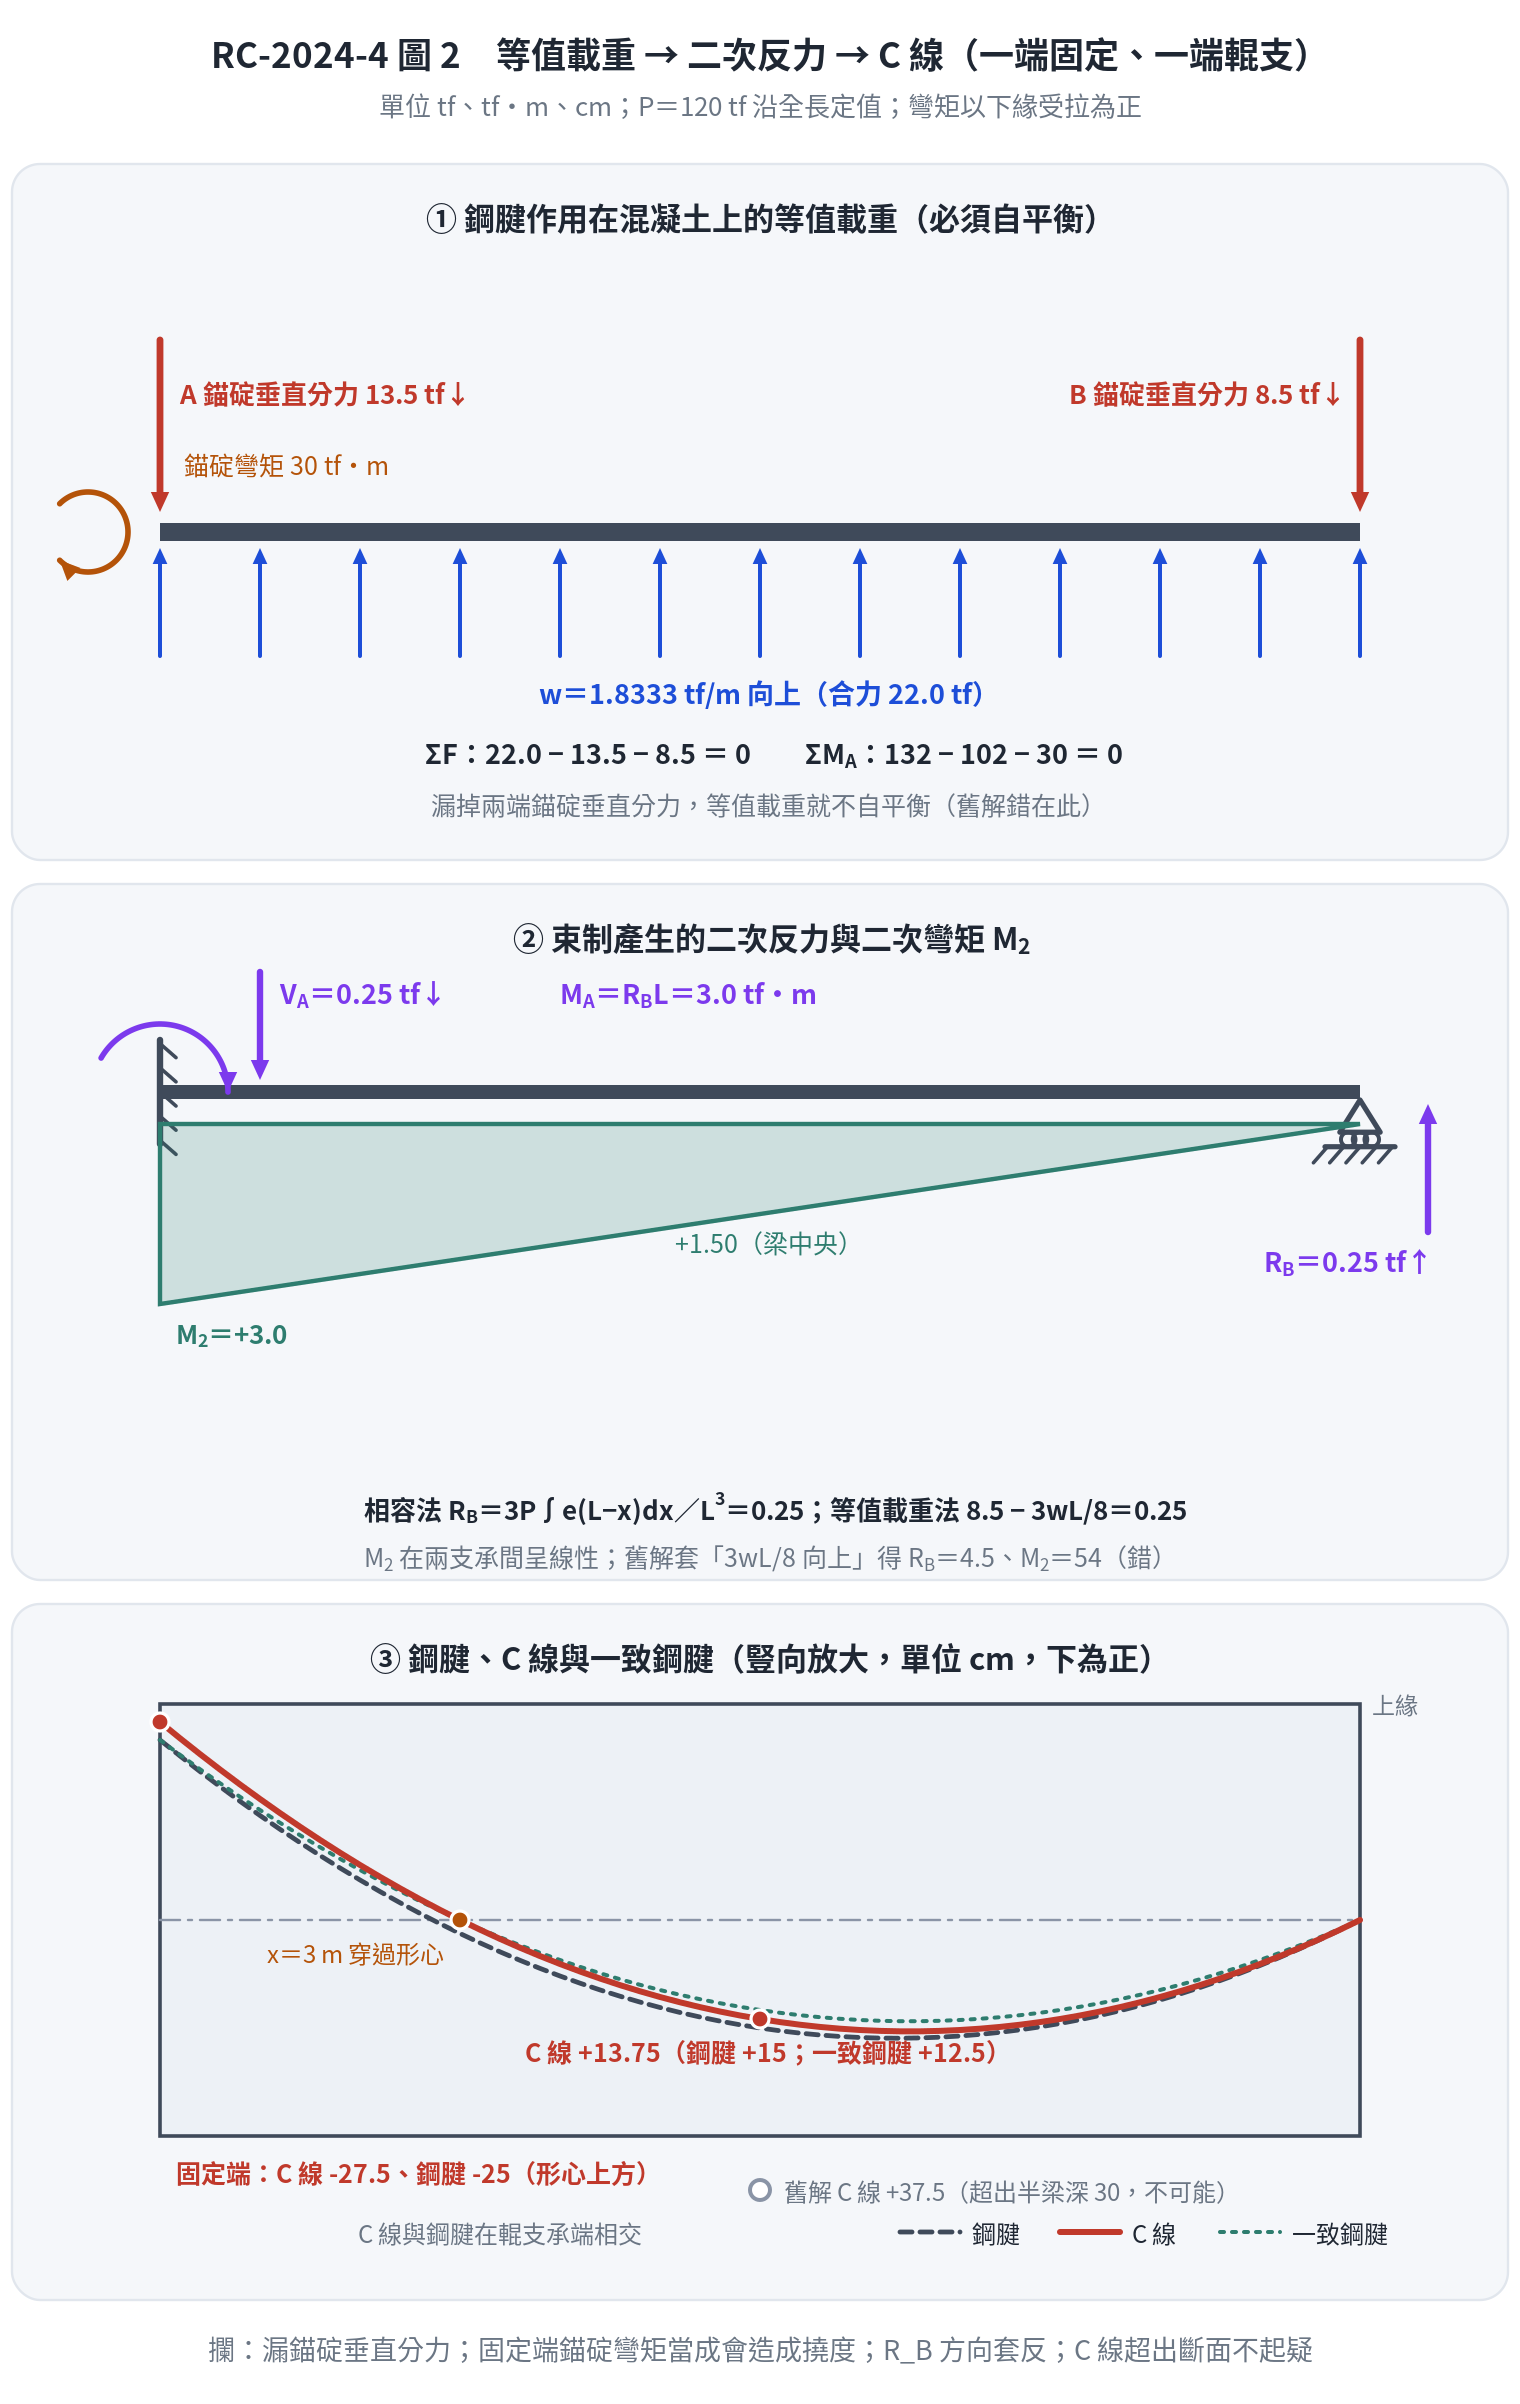 RC-2024-4 圖 2　等值載重 → 二次反力 → C 線（一端固定、一端輥支）
單位 tf、tf・m、cm；P＝120 tf 沿全長定值；彎矩以下緣受拉為正
① 鋼腱作用在混凝土上的等值載重（必須自平衡）
A 錨碇垂直分力 13.5 tf↓
B 錨碇垂直分力 8.5 tf↓
錨碇彎矩 30 tf・m
w＝1.8333 tf/m 向上（合力 22.0 tf）
ΣF：22.0 − 13.5 − 8.5 ＝ 0　　ΣM_A：132 − 102 − 30 ＝ 0
漏掉兩端錨碇垂直分力，等值載重就不自平衡（舊解錯在此）
② 束制產生的二次反力與二次彎矩 M₂
V_A＝0.25 tf↓
M_A＝R_BL＝3.0 tf・m
+1.50（梁中央）
R_B＝0.25 tf↑
M₂＝+3.0
相容法 R_B＝3P∫e(L−x)dx／L³＝0.25；等值載重法 8.5 − 3wL/8＝0.25
M₂ 在兩支承間呈線性；舊解套「3wL/8 向上」得 R_B＝4.5、M₂＝54（錯）
③ 鋼腱、C 線與一致鋼腱（豎向放大，單位 cm，下為正）
上緣
x＝3 m 穿過形心
C 線 +13.75（鋼腱 +15；一致鋼腱 +12.5）
固定端：C 線 -27.5、鋼腱 -25（形心上方）
舊解 C 線 +37.5（超出半梁深 30，不可能）
C 線與鋼腱在輥支承端相交
鋼腱　C 線　一致鋼腱
攔：漏錨碇垂直分力；固定端錨碇彎矩當成會造成撓度；R_B 方向套反；C 線超出斷面不起疑